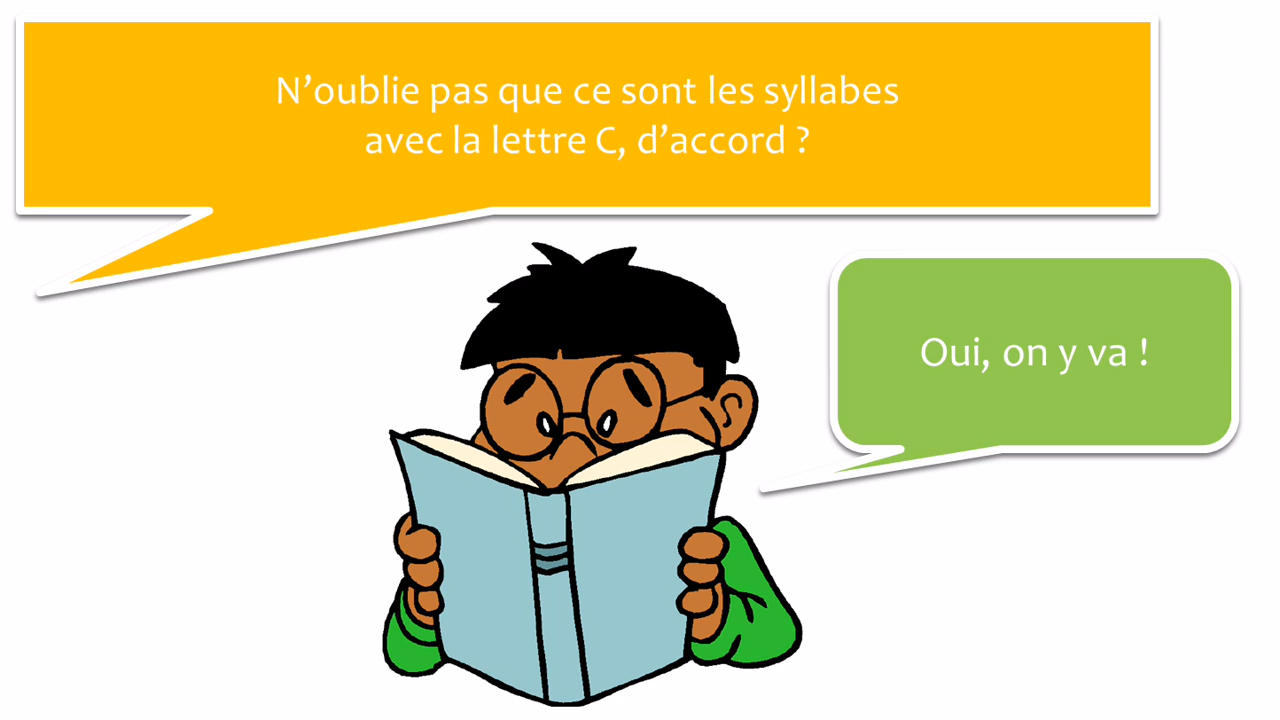 N’oublie pas que ce sont les syllabes
avec la lettre C, d’accord ?
Oui, on y va !